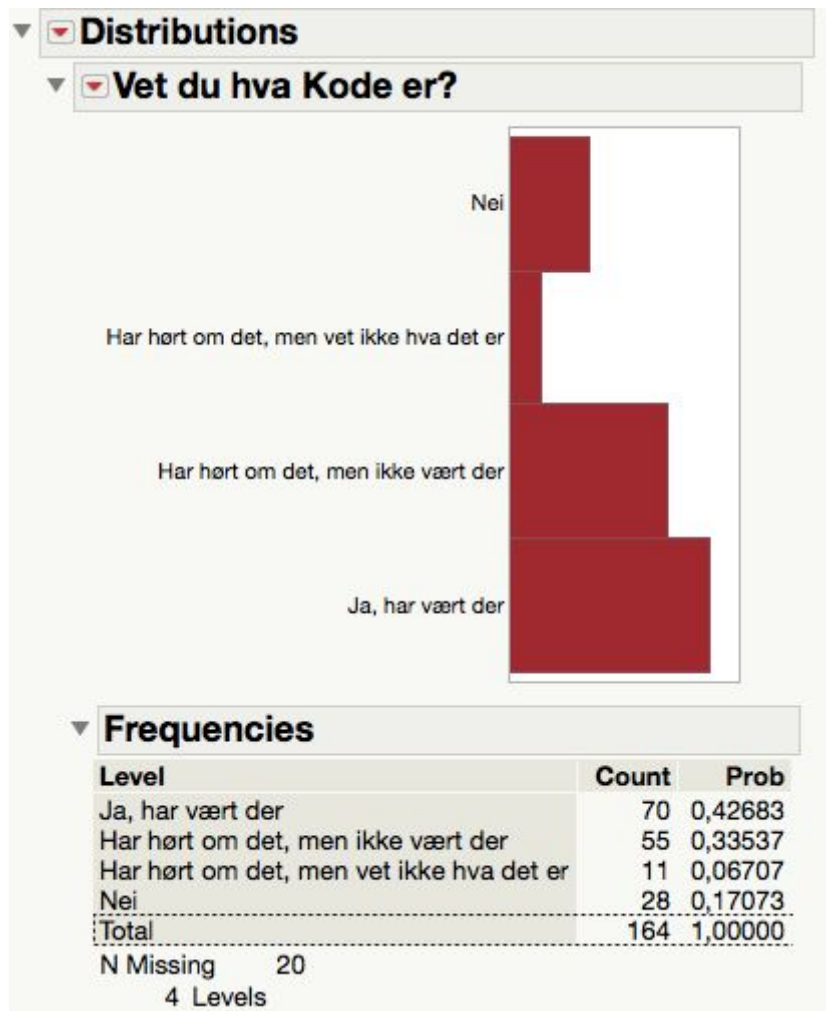 Distributions
Vet du hva Kode er?
Nei
Har hørt om det, men vet ikke hva det er
Har hørt om det, men ikke vært der
Ja, har vært der
Frequencies
Level Count Prob
Ja, har vært der 70 0,42683
Har hørt om det, men ikke vært der 55 0,33537
Har hørt om det, men vet ikke hva det er 11 0,06707
Nei 28 0,17073
Total 164 1,00000
N Missing 20
4 Levels